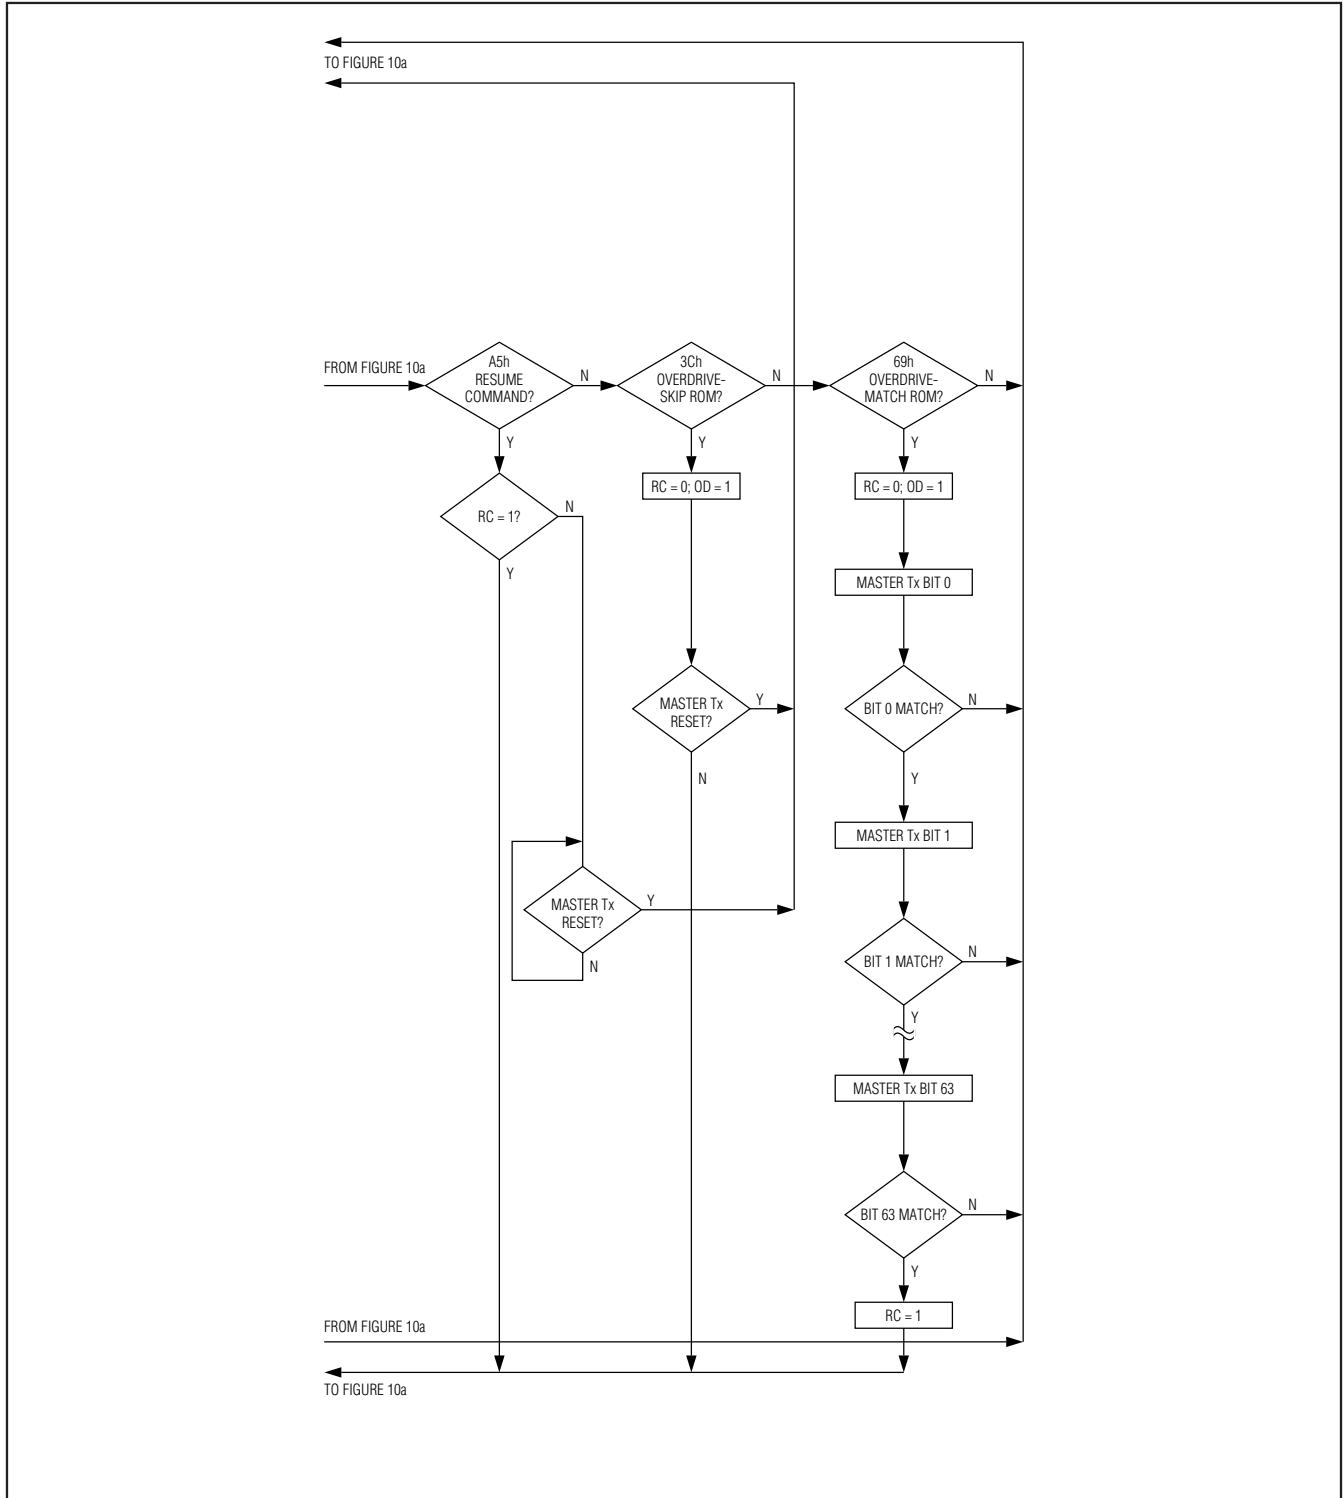 TO FIGURE 10a
FROM FIGURE 10a
A5h
RESUME
COMMAND?
N
3Ch
OVERDRIVE-
SKIP ROM?
N
69h
OVERDRIVE-
MATCH ROM?
N
Y
Y
Y
RC = 1?
N
RC = 0; OD = 1
RC = 0; OD = 1
Y
MASTER Tx BIT 0
MASTER Tx
RESET?
Y
BIT 0 MATCH?
N
N
Y
MASTER Tx BIT 1
MASTER Tx
RESET?
Y
N
BIT 1 MATCH?
N
Y
MASTER Tx BIT 63
BIT 63 MATCH?
N
Y
RC = 1
FROM FIGURE 10a
TO FIGURE 10a